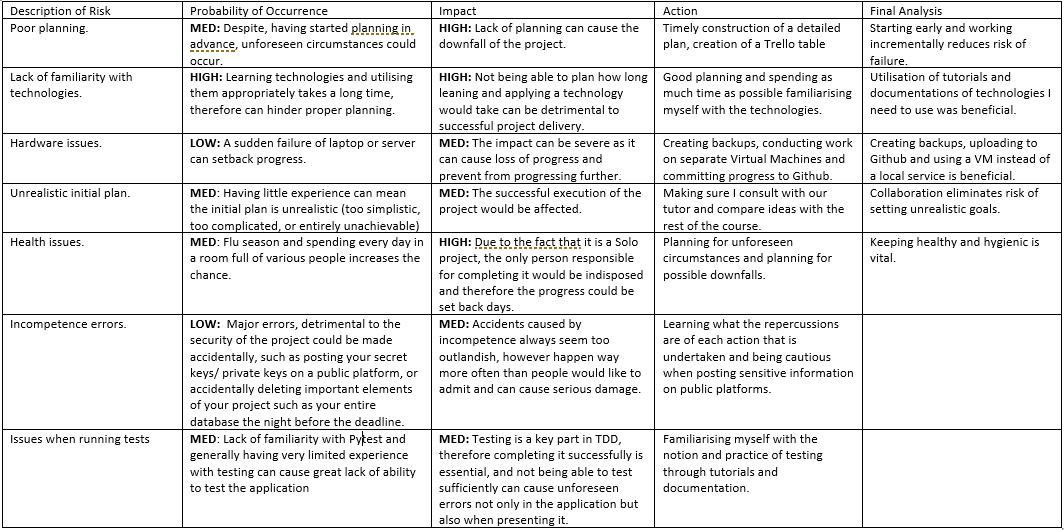 Description of Risk
Probability of Occurrence
Impact
Action
Final Analysis
Poor planning.
MED: Despite, having started planning in
advance, unforeseen circumstances could
occur.
HIGH: Lack of planning can cause the
downfall of the project.
Timely construction of a detailed
plan, creation of a Trello table
Starting early and working
incrementally reduces risk of
failure.
Lack of familiarity with
technologies.
HIGH: Learning technologies and utilising
them appropriately takes a long time,
therefore can hinder proper planning.
HIGH: Not being able to plan how long
leaning and applying a technology
would take can be detrimental to
successful project delivery.
Good planning and spending as
much time as possible familiarising
myself with the technologies.
Utilisation of tutorials and
documentations of technologies I
need to use was beneficial.
Hardware issues.
LOW: A sudden failure of laptop or server
can setback progress.
MED: The impact can be severe as it
can cause loss of progress and
prevent from progressing further.
Creating backups, conducting work
on separate Virtual Machines and
committing progress to Github.
Creating backups, uploading to
Github and using a VM instead of
a local service is beneficial.
Unrealistic initial plan.
MED: Having little experience can mean
the initial plan is unrealistic (too simplistic,
too complicated, or entirely unachievable)
MED: The successful execution of the
project would be affected.
Making sure I consult with our
tutor and compare ideas with the
rest of the course.
Collaboration eliminates risk of
setting unrealistic goals.
Health issues.
MED: Flu season and spending every day in
a room full of various people increases the
chance.
HIGH: Due to the fact that it is a Solo
project, the only person responsible
for completing it would be indisposed
and therefore the progress could be
set back days.
Planning for unforeseen
circumstances and planning for
possible downfalls.
Keeping healthy and hygienic is
vital.
Incompetence errors.
LOW: Major errors, detrimental to the
security of the project could be made
accidentally, such as posting your secret
keys/ private keys on a public platform, or
accidentally deleting important elements
of your project such as your entire
database the night before the deadline.
MED: Accidents caused by
incompetence always seem too
outlandish, however happen way
more often than people would like to
admit and can cause serious damage.
Learning what the repercussions
are of each action that is
undertaken and being cautious
when posting sensitive information
on public platforms.
Issues when running tests
MED: Lack of familiarity with Pytest and
generally having very limited experience
with testing can cause great lack of ability
to test the application
MED: Testing is a key part in TDD,
therefore completing it successfully is
essential, and not being able to test
sufficiently can cause unforeseen
errors not only in the application but
also when presenting it.
Familiarising myself with the
notion and practice of testing
through tutorials and
documentation.